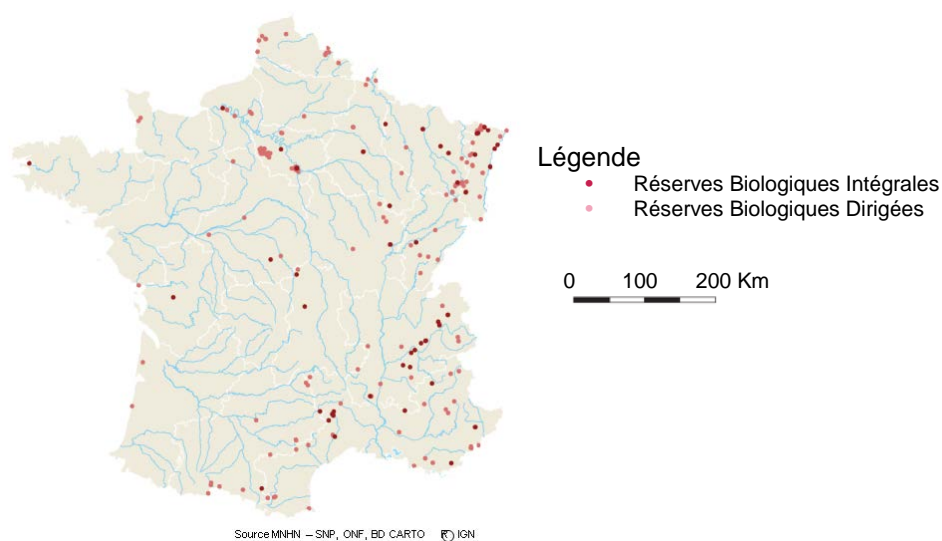 Légende
Réserves Biologiques Intégrales
Réserves Biologiques Dirigées
0 100 200 Km
Source MNHN – SNP, ONF, BD CARTO IGN